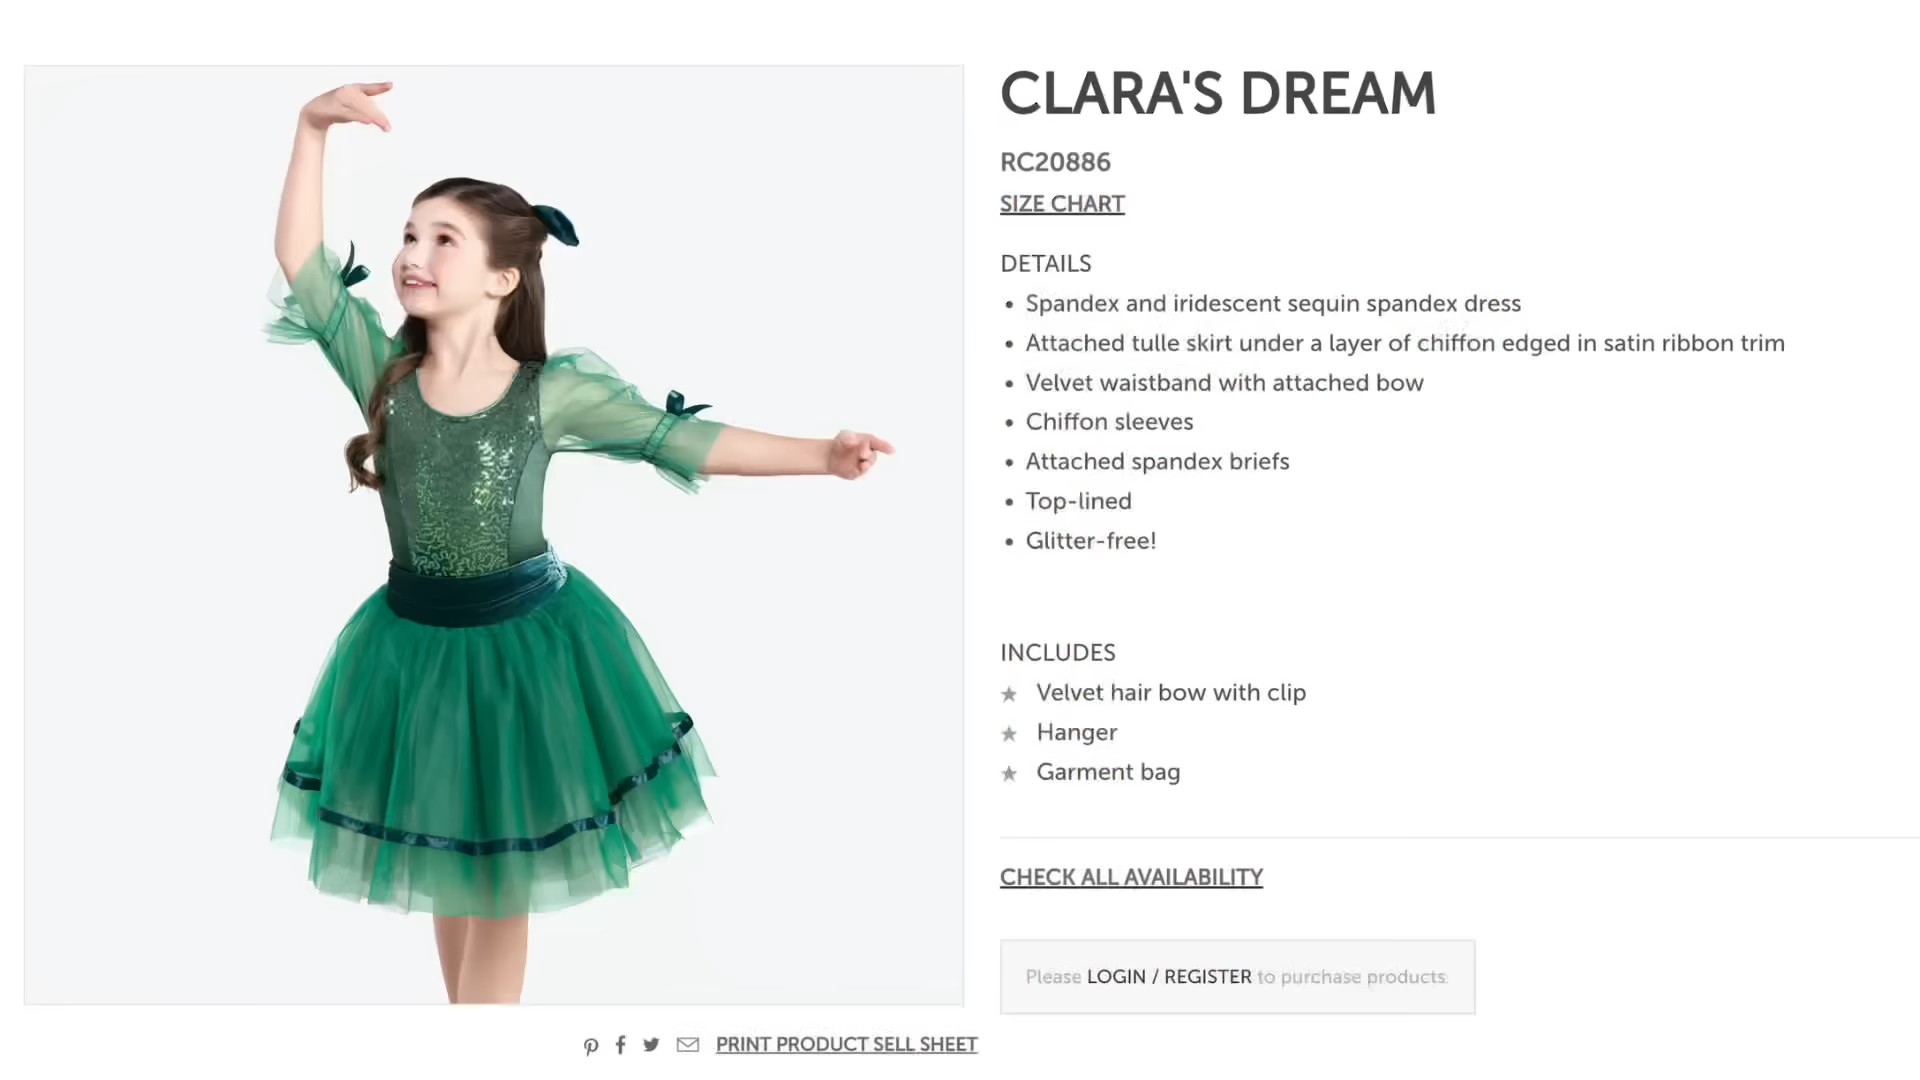 CLARA'S DREAM
RC20886
SIZE CHART
DETAILS
• Spandex and iridescent sequin spandex dress
• Attached tulle skirt under a layer of chiffon edged in satin ribbon trim
• Velvet waistband with attached bow
• Chiffon sleeves
• Attached spandex briefs
• Top-lined
• Glitter-free!
INCLUDES
★ Velvet hair bow with clip
★ Hanger
★ Garment bag
CHECK ALL AVAILABILITY
Please LOGIN / REGISTER to purchase products.
PRINT PRODUCT SELL SHEET